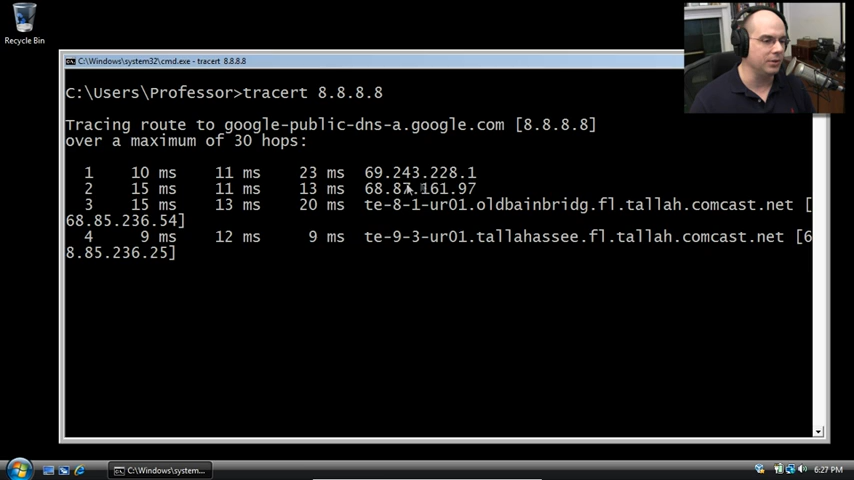 Recycle Bin
C:\Windows\system32\cmd.exe - tracert 8.8.8.8
C:\Users\Professor>tracert 8.8.8.8
Tracing route to google-public-dns-a.google.com [8.8.8.8]
over a maximum of 30 hops:
1 10 ms 11 ms 23 ms 69.243.228.1
2 15 ms 11 ms 13 ms 68.87.161.97
3 15 ms 13 ms 20 ms te-8-1-ur01.oldbainbridg.fl.tallah.comcast.net [
68.85.236.54]
4 9 ms 12 ms 9 ms te-9-3-ur01.tallahassee.fl.tallah.comcast.net [6
8.85.236.25]
C:\Windows\system...
6:27 PM